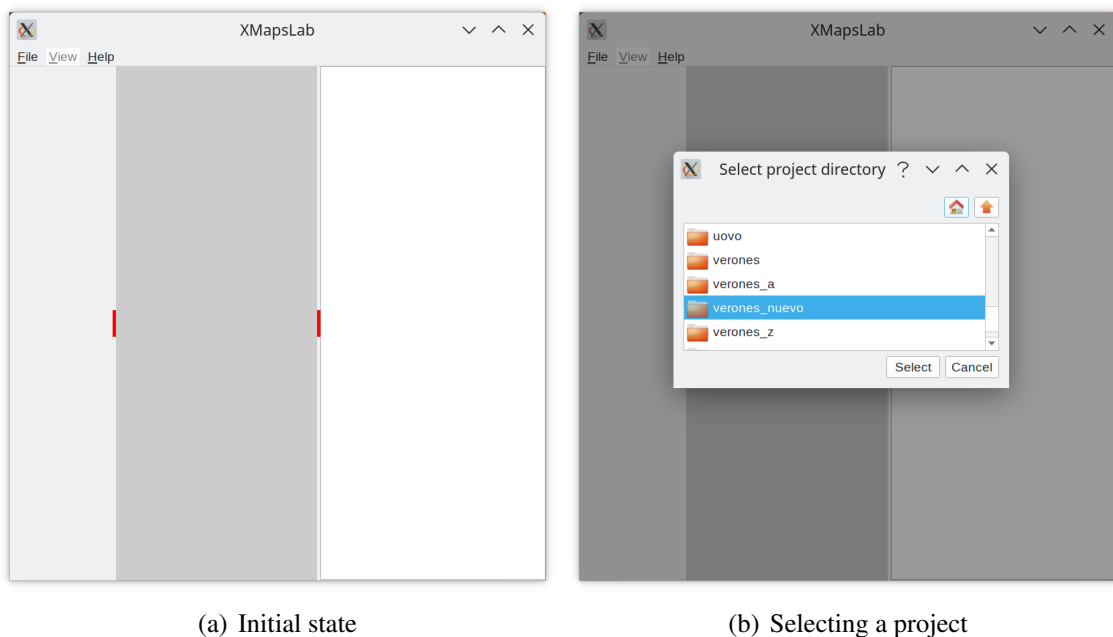 XMapsLab
File View Help
(a) Initial state
XMapsLab
File View Help
Select project directory ?
uovo
verones
verones_a
verones_nuevo
verones_z
Select Cancel
(b) Selecting a project